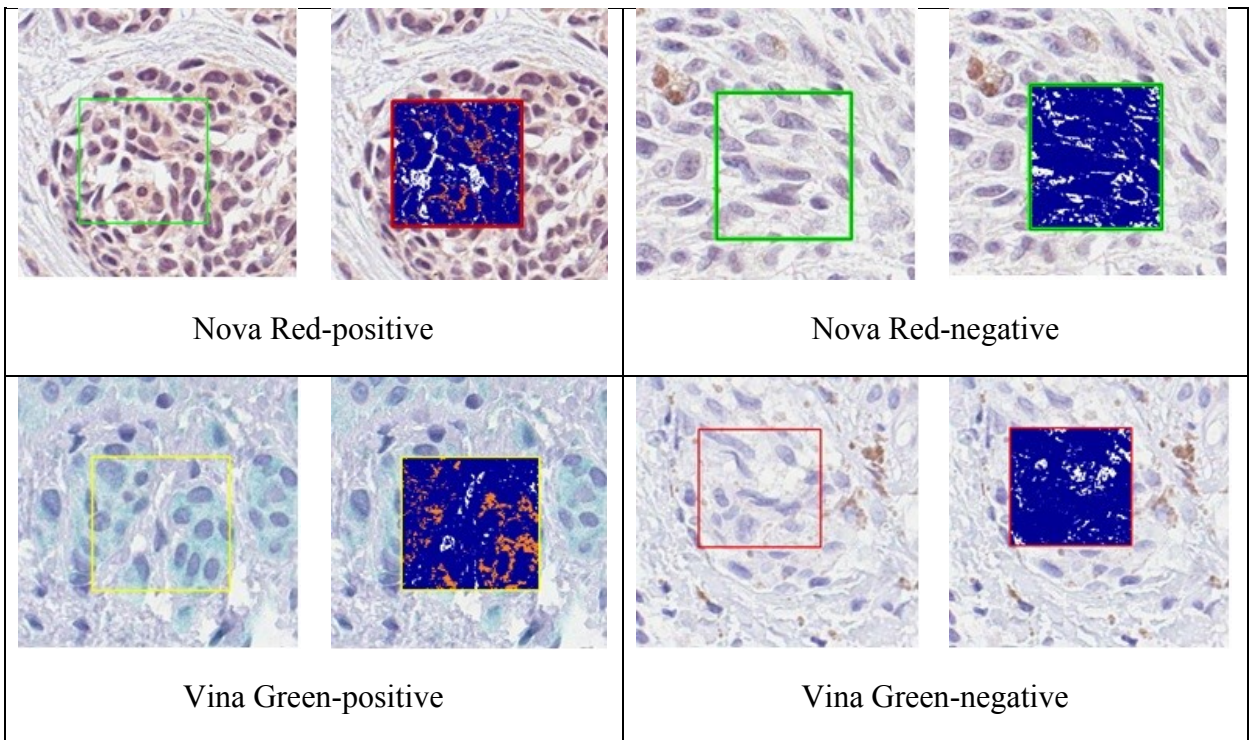 Nova Red-positive
Nova Red-negative
Vina Green-positive
Vina Green-negative